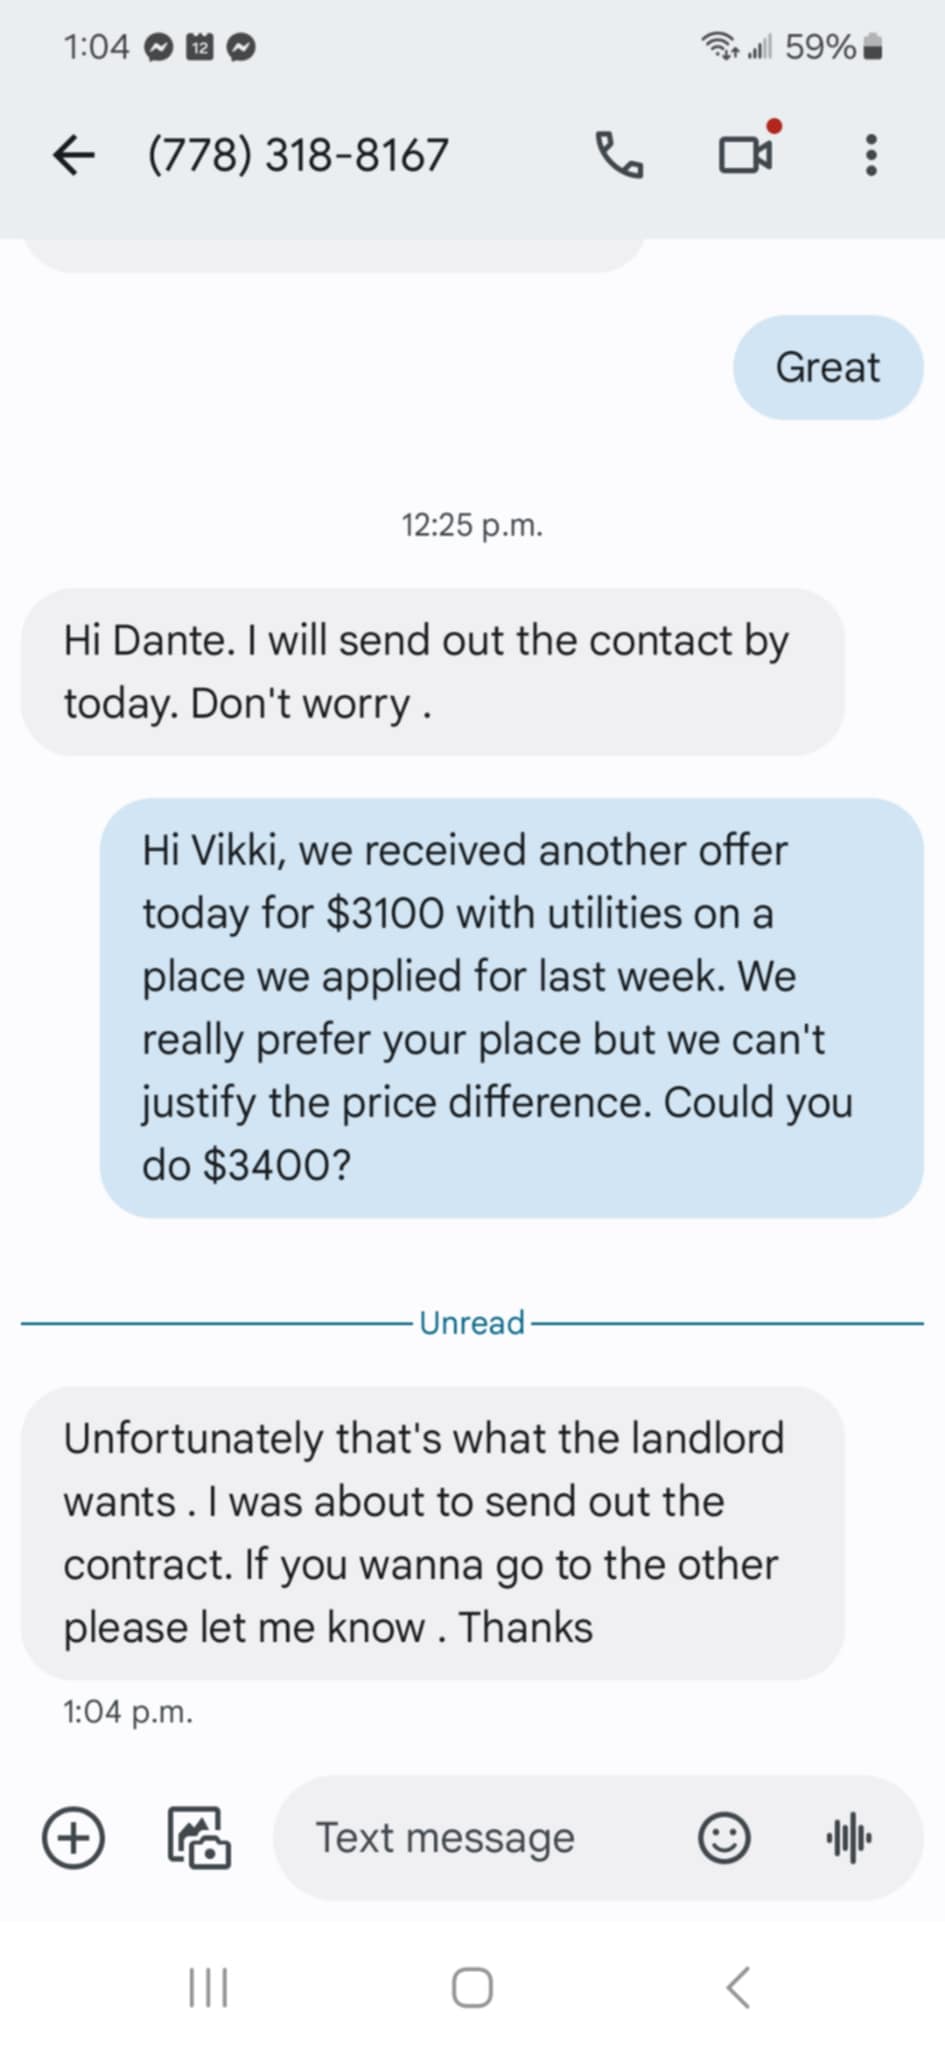 1:04 12 59%
(778) 318-8167
Great
12:25 p.m.
Hi Dante. I will send out the contact by
today. Don't worry .
Hi Vikki, we received another offer
today for $3100 with utilities on a
place we applied for last week. We
really prefer your place but we can't
justify the price difference. Could you
do $3400?
Unread
Unfortunately that's what the landlord
wants . I was about to send out the
contract. If you wanna go to the other
please let me know . Thanks
1:04 p.m.
Text message